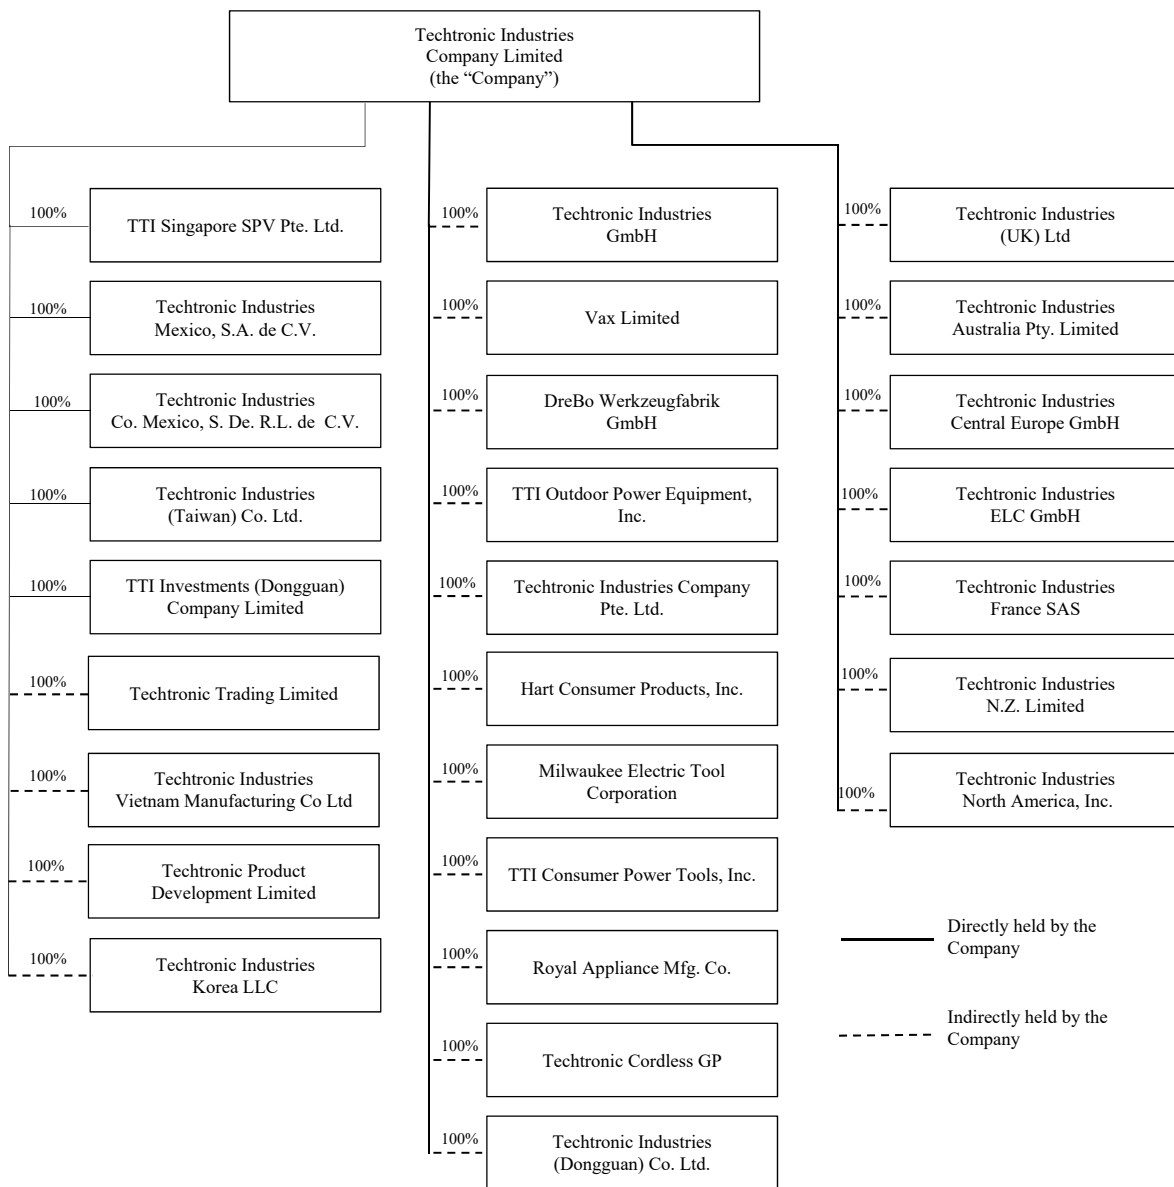 Techtronic Industries
Company Limited
(the “Company”)
100%
TTI Singapore SPV Pte. Ltd.
100%
Techtronic Industries
Mexico, S.A. de C.V.
100%
Techtronic Industries
Co. Mexico, S. De. R.L. de  C.V.
100%
Techtronic Industries
(Taiwan) Co. Ltd.
100%
TTI Investments (Dongguan)
Company Limited
100%
Techtronic Trading Limited
100%
Techtronic Industries
Vietnam Manufacturing Co Ltd
100%
Techtronic Product
Development Limited
100%
Techtronic Industries
Korea LLC
100%
Techtronic Industries
GmbH
100%
Vax Limited
100%
DreBo Werkzeugfabrik
GmbH
100%
TTI Outdoor Power Equipment,
Inc.
100%
Techtronic Industries Company
Pte. Ltd.
100%
Hart Consumer Products, Inc.
100%
Milwaukee Electric Tool
Corporation
100%
TTI Consumer Power Tools, Inc.
100%
Royal Appliance Mfg. Co.
100%
Techtronic Cordless GP
100%
Techtronic Industries
(Dongguan) Co. Ltd.
100%
Techtronic Industries
(UK) Ltd
100%
Techtronic Industries
Australia Pty. Limited
100%
Techtronic Industries
Central Europe GmbH
100%
Techtronic Industries
ELC GmbH
100%
Techtronic Industries
France SAS
100%
Techtronic Industries
N.Z. Limited
100%
Techtronic Industries
North America, Inc.
Directly held by the
Company
Indirectly held by the
Company